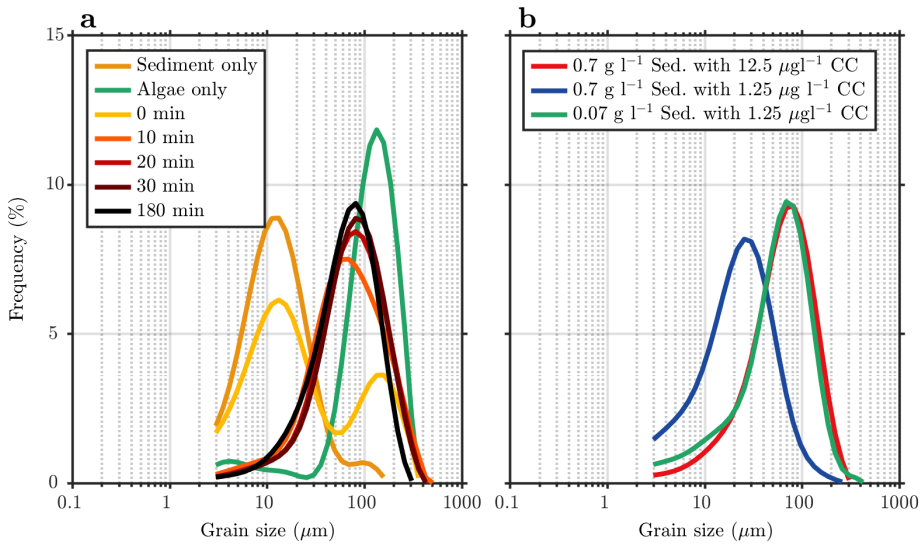 a
b
15
10
5
0
Frequency (%)
Sediment only
Algae only
0 min
10 min
20 min
30 min
180 min
0.7 g l⁻¹ Sed. with 12.5 μgl⁻¹ CC
0.7 g l⁻¹ Sed. with 1.25 μg l⁻¹ CC
0.07 g l⁻¹ Sed. with 1.25 μgl⁻¹ CC
0.1 1 10 100 1000
0.1 1 10 100 1000
Grain size (μm)
Grain size (μm)